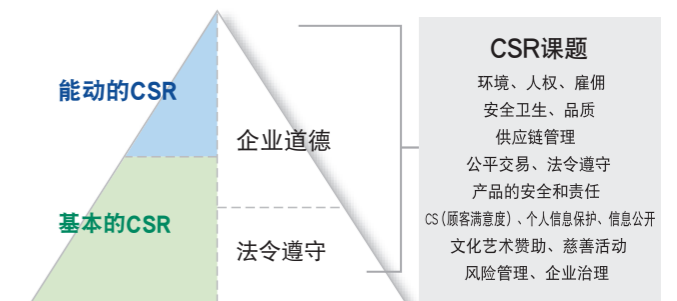 能动的CSR
基本的CSR
企业道德
法令遵守
CSR课题
环境、人权、雇佣
安全卫生、品质
供应链管理
公平交易、法令遵守
产品的安全和责任
CS(顾客满意度)、个人信息保护、信息公开
文化艺术赞助、慈善活动
风险管理、企业治理